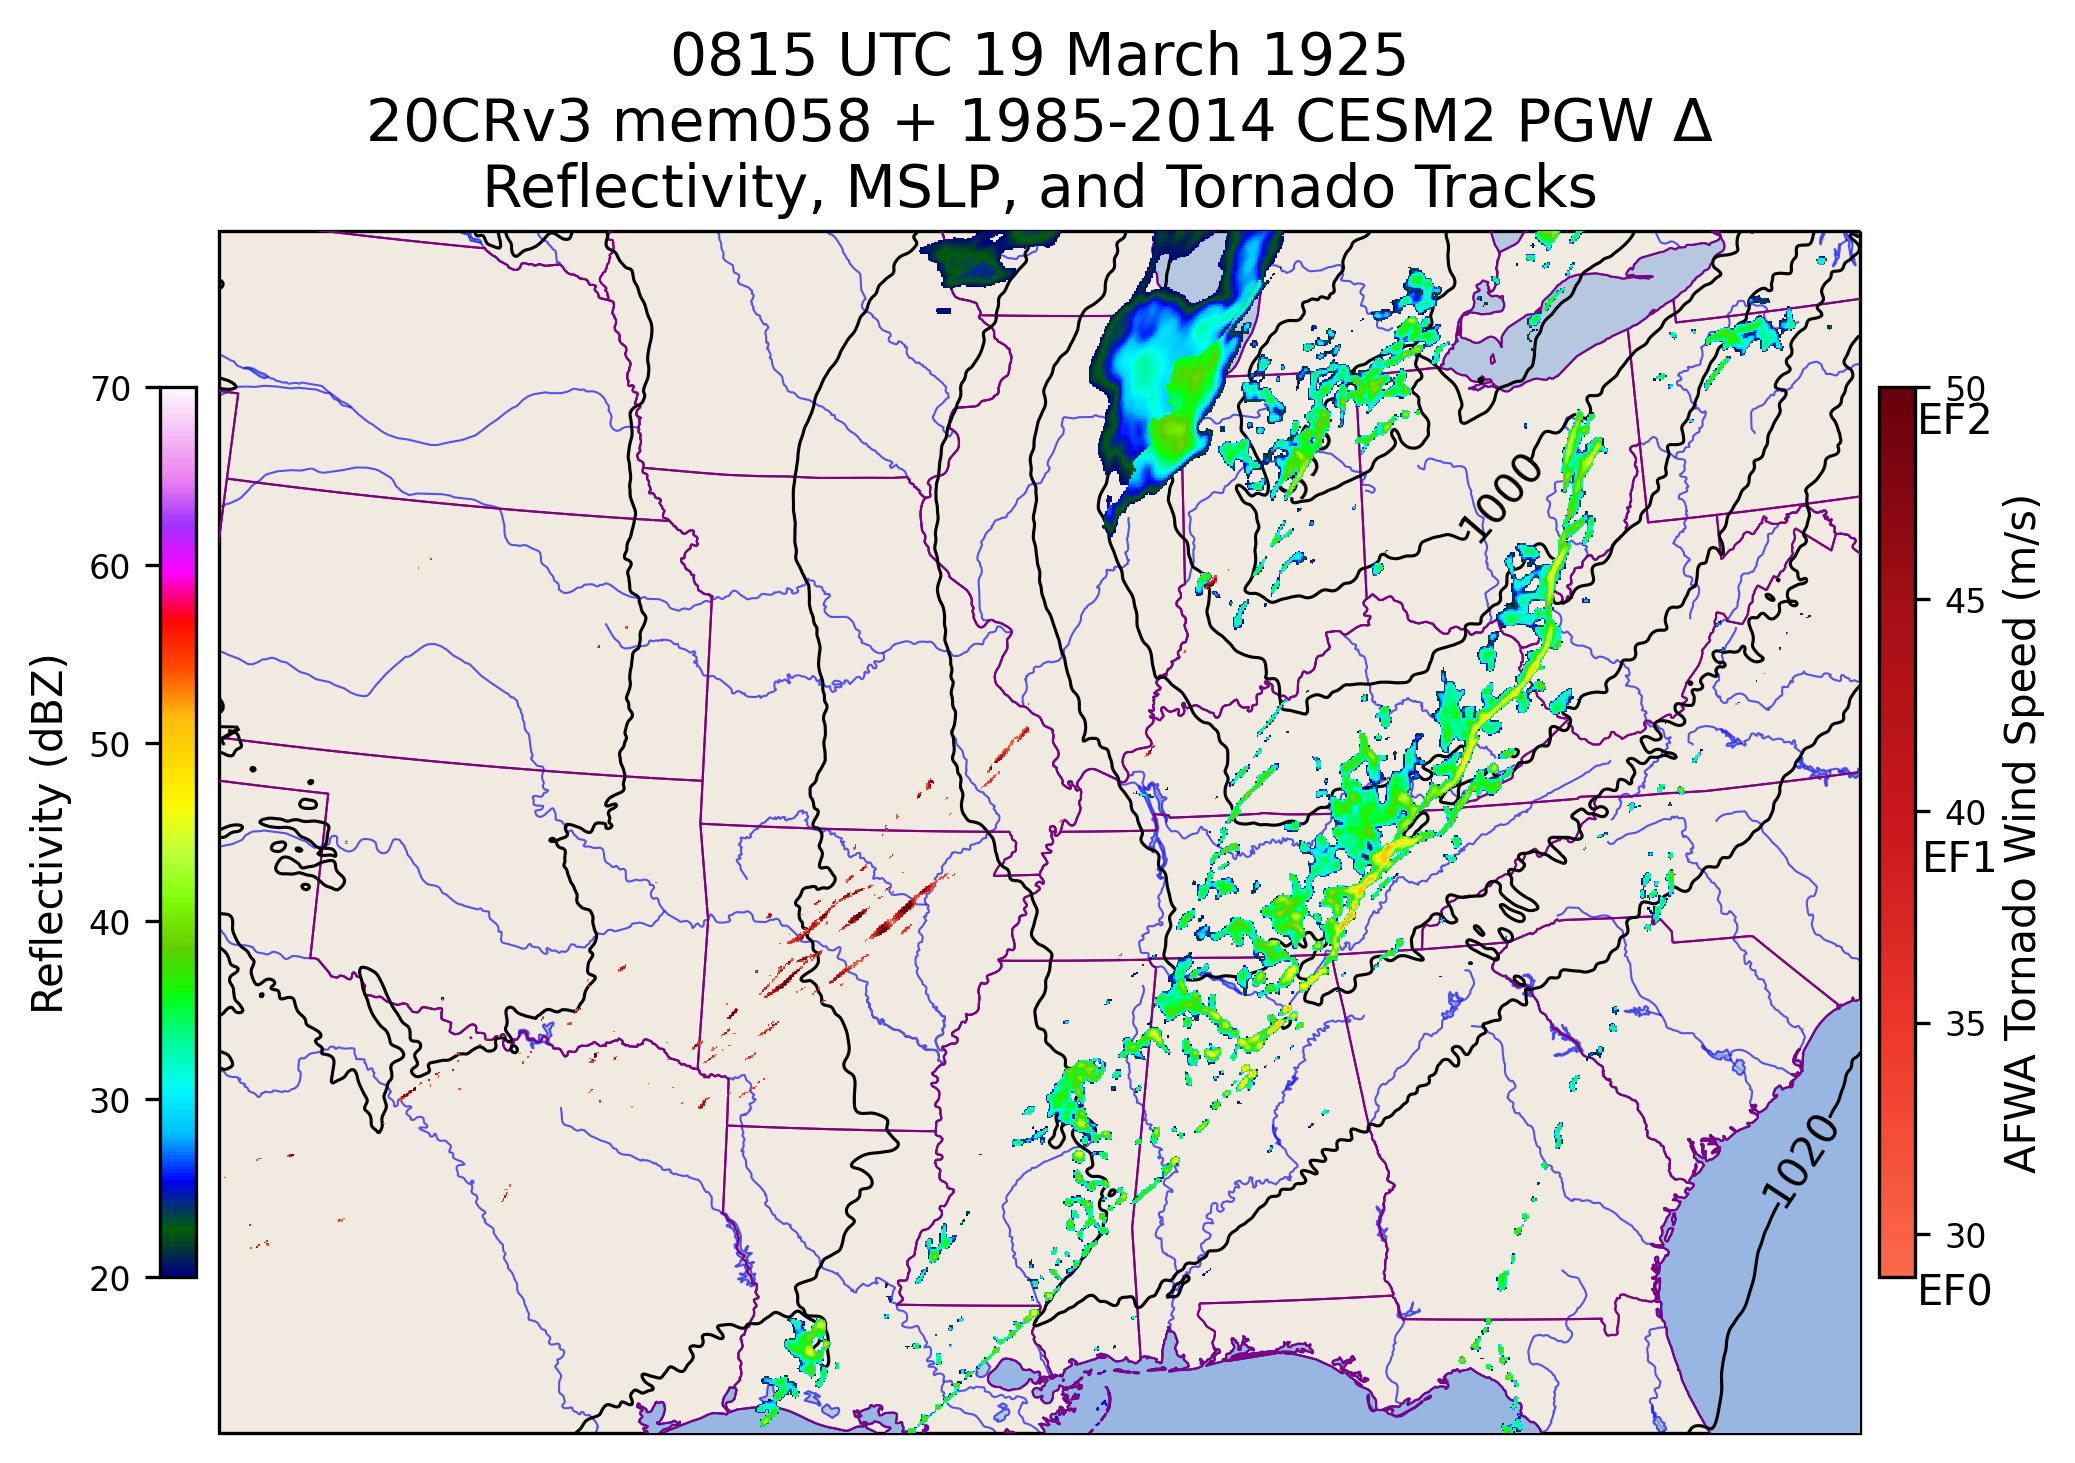 0815 UTC 19 March 1925
20CRv3 mem058 + 1985-2014 CESM2 PGW Δ
Reflectivity, MSLP, and Tornado Tracks
Reflectivity (dBZ)
70
60
50
40
30
20
1000
1020
50
EF2
45
40
EF1
35
30
EF0
AFWA Tornado Wind Speed (m/s)